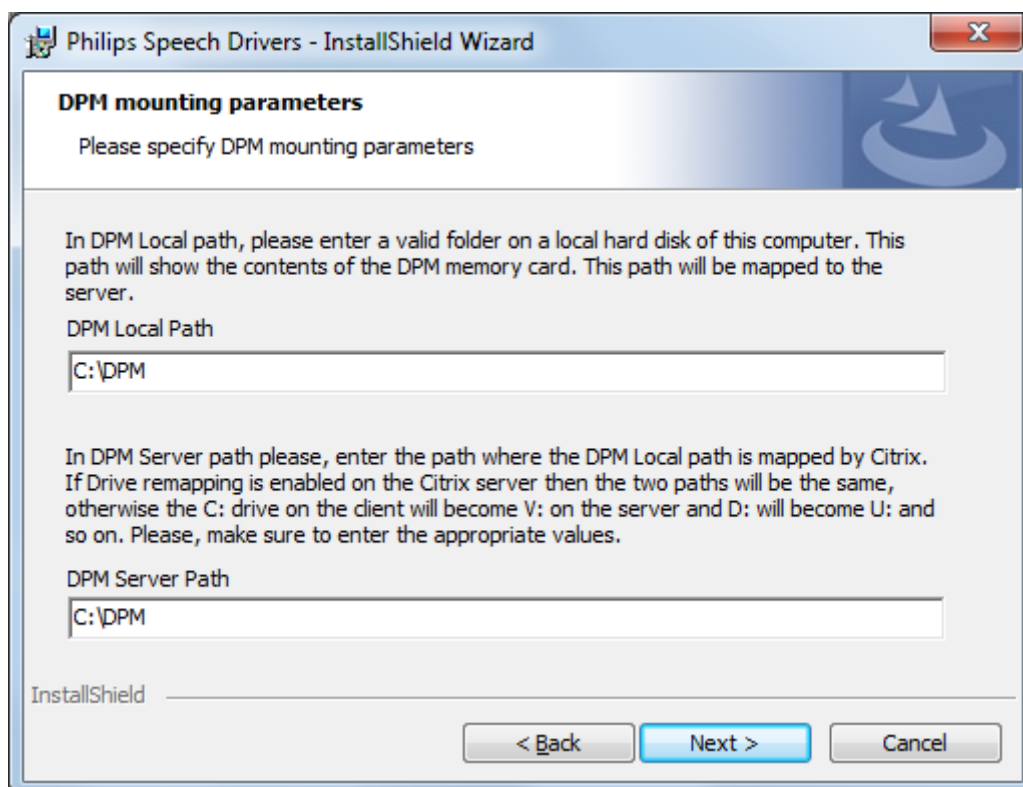 Philips Speech Drivers - InstallShield Wizard
DPM mounting parameters
Please specify DPM mounting parameters
In DPM Local path, please enter a valid folder on a local hard disk of this computer. This
path will show the contents of the DPM memory card. This path will be mapped to the
server.
DPM Local Path
C:\DPM
In DPM Server path please, enter the path where the DPM Local path is mapped by Citrix.
If Drive remapping is enabled on the Citrix server then the two paths will be the same,
otherwise the C: drive on the client will become V: on the server and D: will become U: and
so on. Please, make sure to enter the appropriate values.
DPM Server Path
C:\DPM
InstallShield
< Back
Next >
Cancel